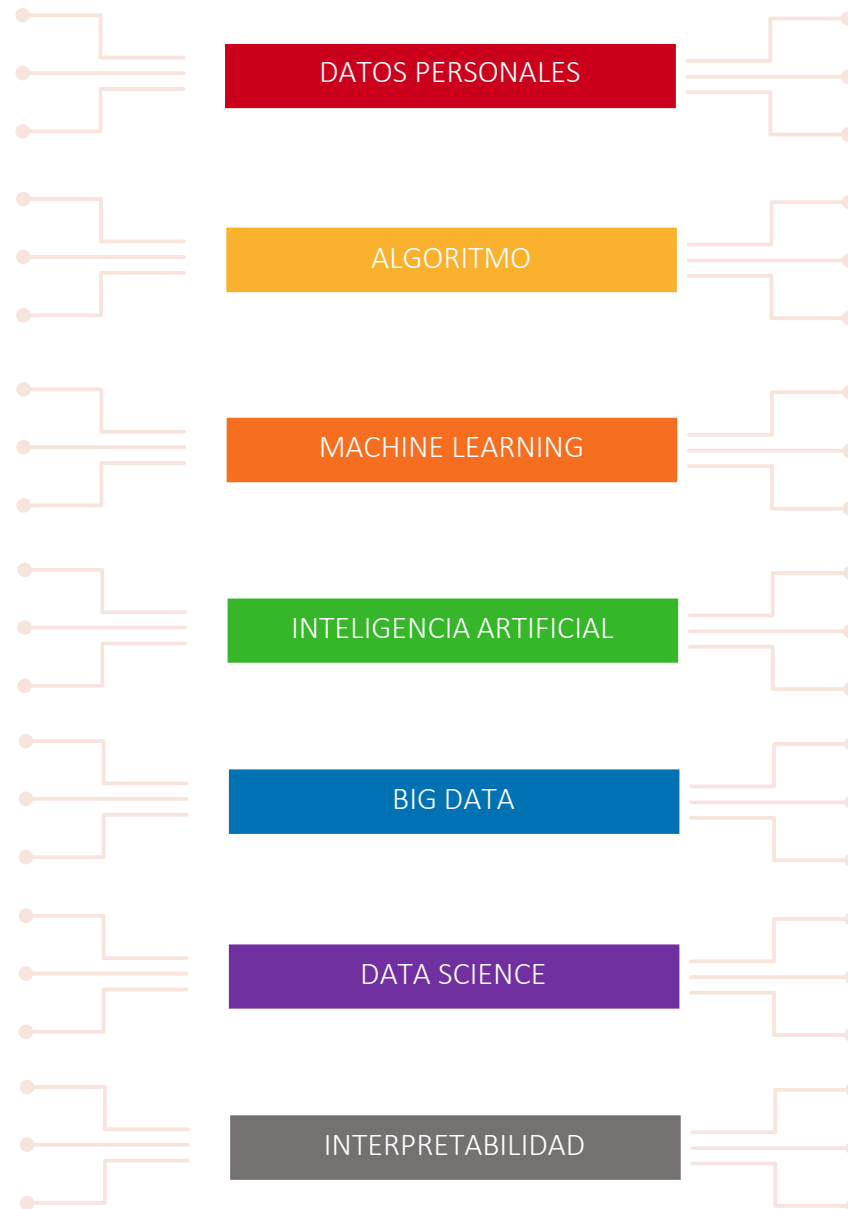 DATOS PERSONALES
ALGORITMO
MACHINE LEARNING
INTELIGENCIA ARTIFICIAL
BIG DATA
DATA SCIENCE
INTERPRETABILIDAD